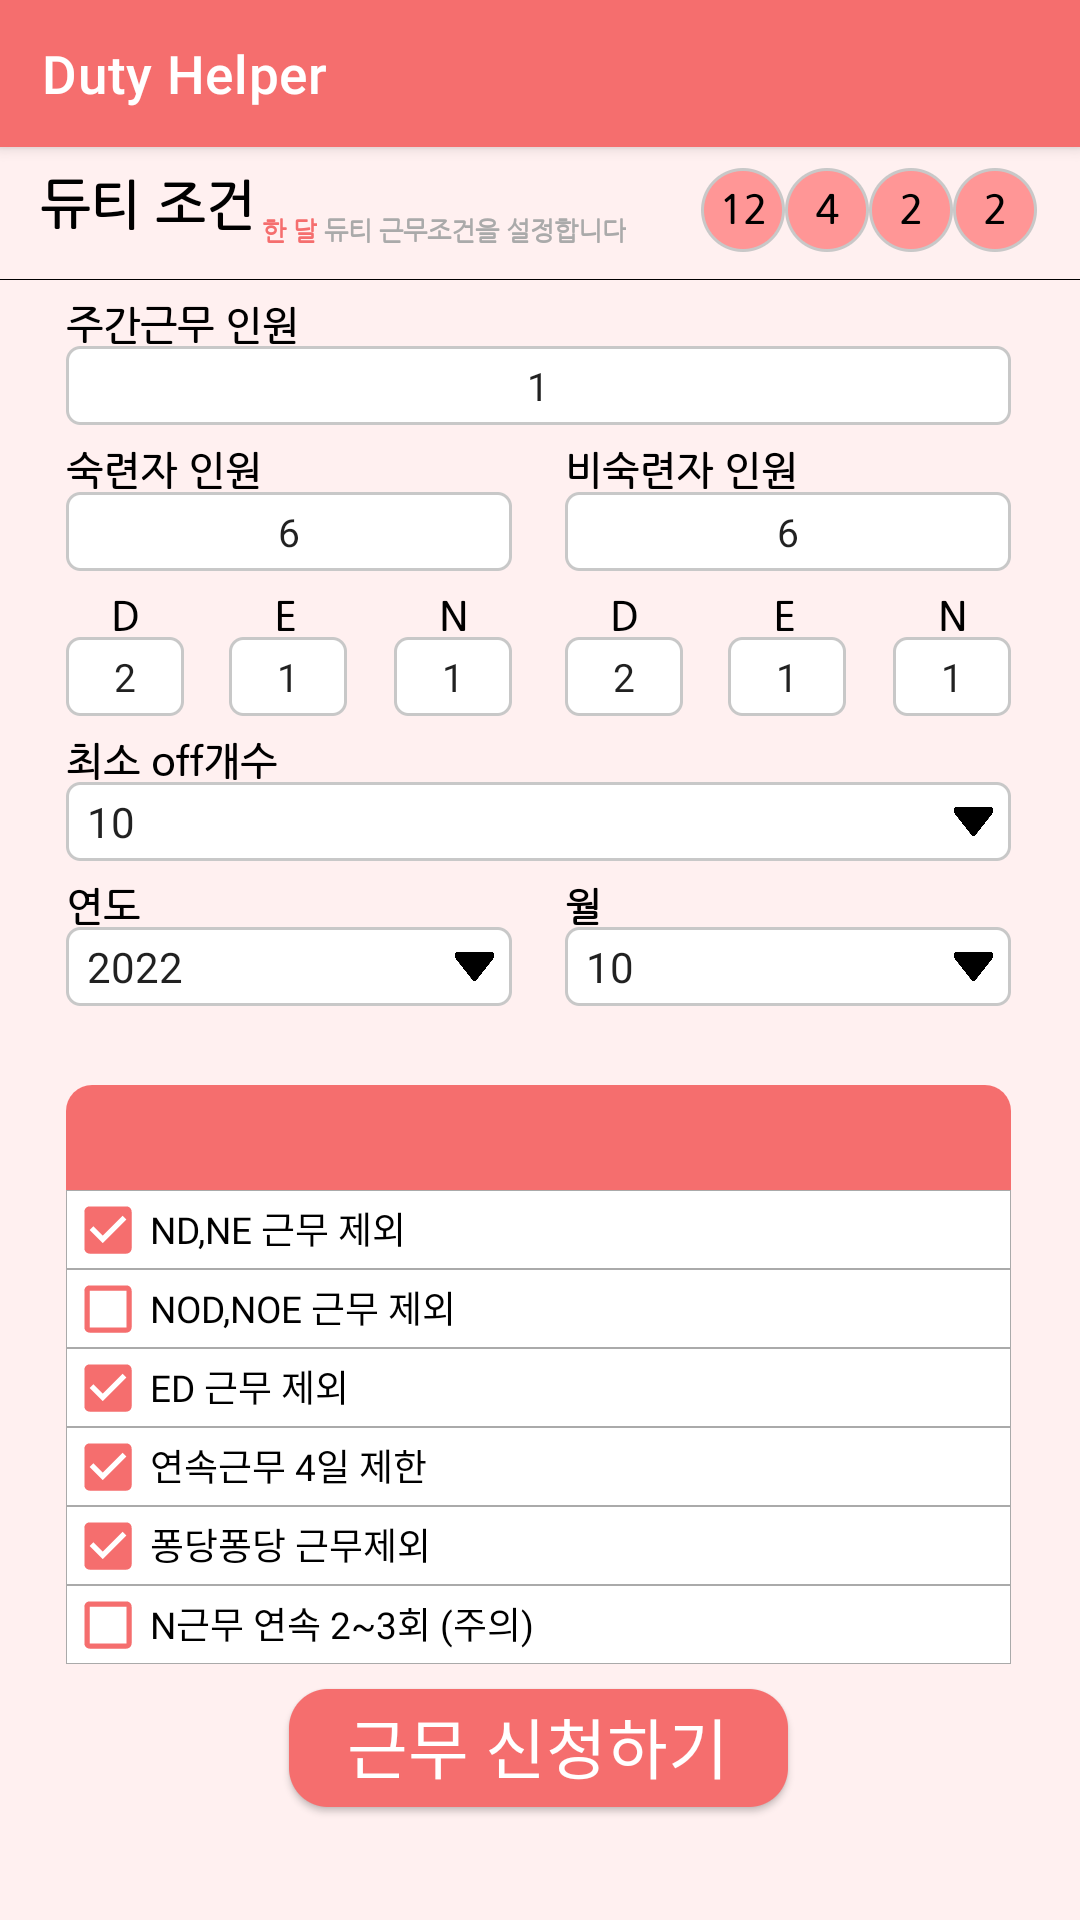 Duty Helper
듀티 조건 한 달 듀티 근무조건을 설정합니다 12 4 2 2
주간근무 인원
1
숙련자 인원 비숙련자 인원
6 6
D E N D E N
2 1 1 2 1 1
최소 off개수
10
연도 월
2022 10
ND,NE 근무 제외
NOD,NOE 근무 제외
ED 근무 제외
연속근무 4일 제한
퐁당퐁당 근무제외
N근무 연속 2~3회 (주의)
근무 신청하기